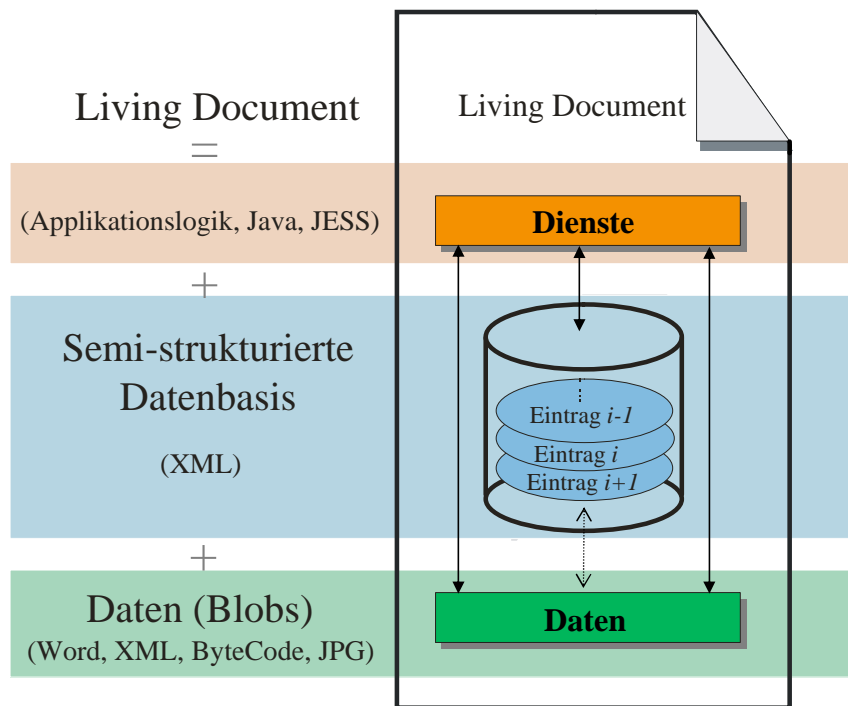 Living Document
=
(Applikationslogik, Java, JESS)
+
Semi-strukturierte
Datenbasis
(XML)
+
Daten (Blobs)
(Word, XML, ByteCode, JPG)
Living Document
Dienste
Eintrag i-1
Eintrag i
Eintrag i+1
Daten